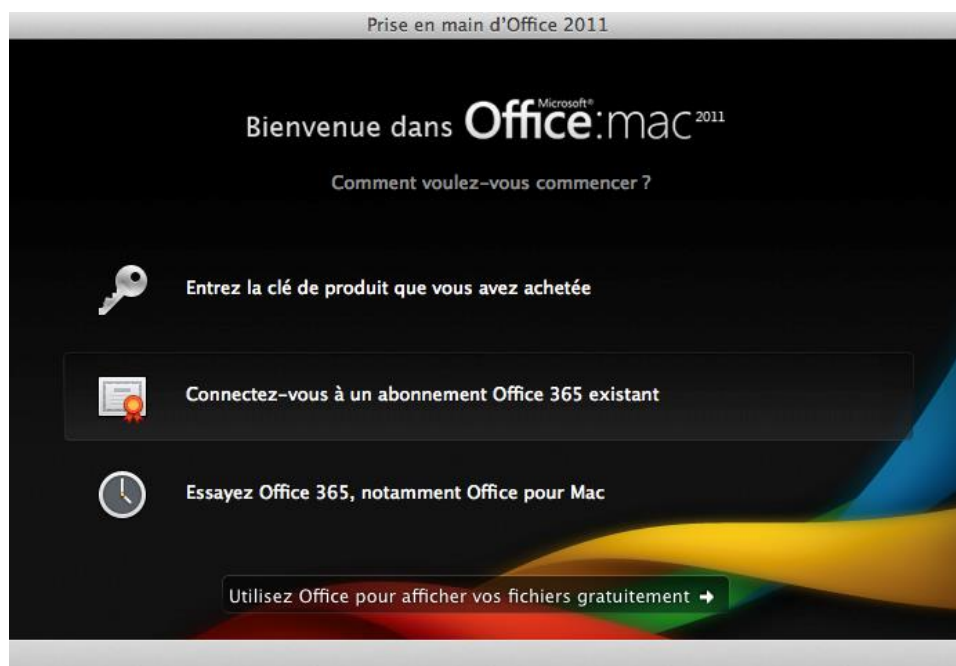 Prise en main d'Office 2011
Bienvenue dans Microsoft® Office:mac 2011
Comment voulez-vous commencer ?
Entrez la clé de produit que vous avez achetée
Connectez-vous à un abonnement Office 365 existant
Essayez Office 365, notamment Office pour Mac
Utilisez Office pour afficher vos fichiers gratuitement →